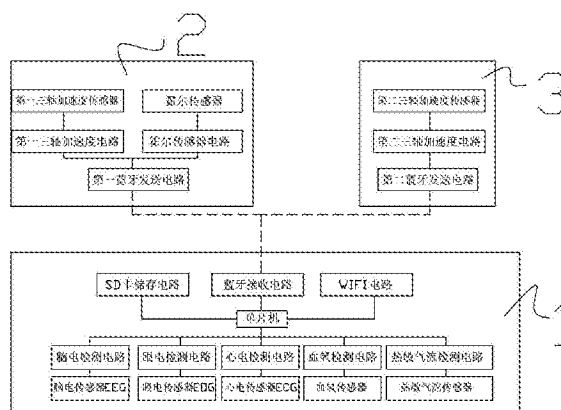 2
3
第一三轴加速度传感器
霍尔传感器
第二三轴加速度传感器
第一三轴加速度电路
霍尔传感器电路
第二三轴加速度电路
第一蓝牙发送电路
第二蓝牙发送电路
1
SD卡储存电路
蓝牙接收电路
WIFI电路
单片机
脑电检测电路
眼电检测电路
心电检测电路
血氧检测电路
热敏气流检测电路
脑电传感器EEG
眼电传感器EOG
心电传感器ECG
血氧传感器
热敏气流传感器